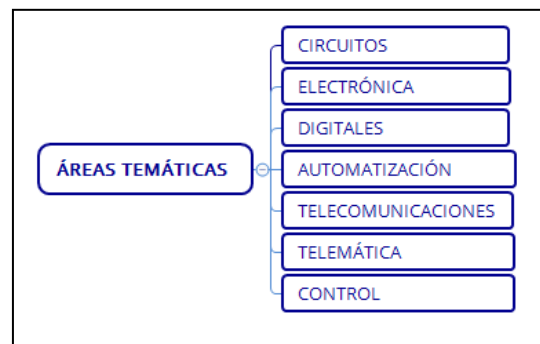 ÁREAS TEMÁTICAS
CIRCUITOS
ELECTRÓNICA
DIGITALES
AUTOMATIZACIÓN
TELECOMUNICACIONES
TELEMÁTICA
CONTROL